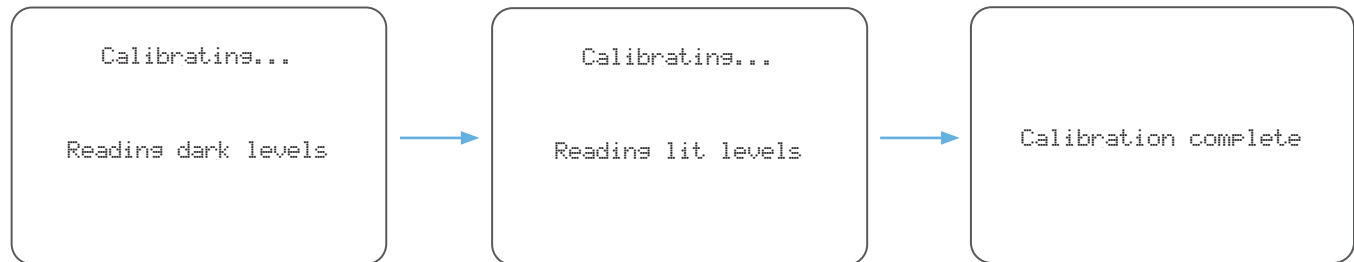 Calibrating...
Reading dark levels
Calibrating...
Reading lit levels
Calibration complete